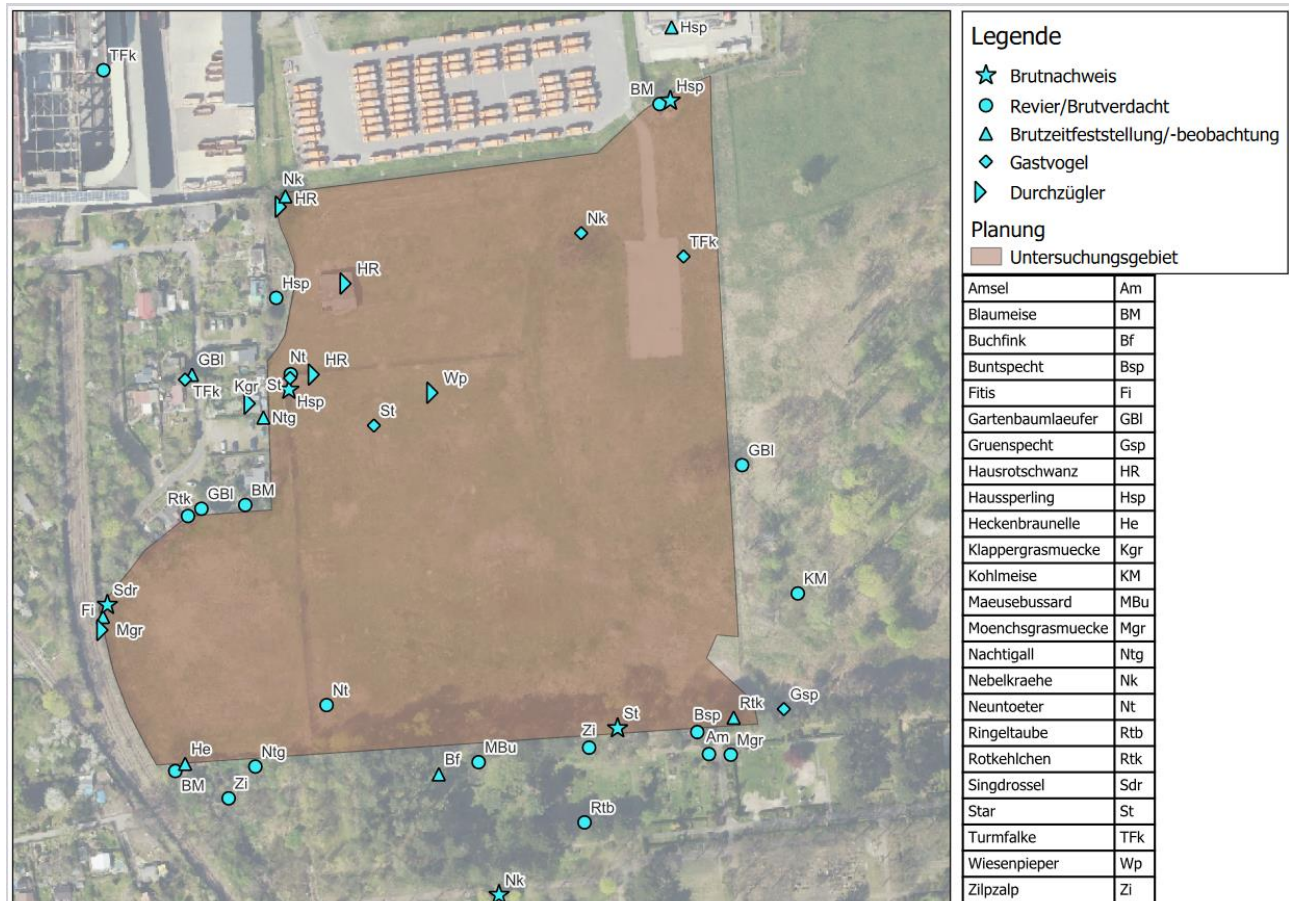 TFk
Hsp
BM
Hsp
Nk
HR
Nk
TFk
HR
Hsp
GBl
Nt
HR
TFk
St
Wp
Kgr
Hsp
Ntg
St
GBl
Rtk
GBl
BM
KM
Sdr
Fi
Mgr
Nt
St
Rtk
Gsp
Bsp
Zi
Am
Mgr
He
Ntg
MBu
Bf
BM
Zi
Rtb
Nk
Legende
Brutnachweis
Revier/Brutverdacht
Brutzeitfeststellung/-beobachtung
Gastvogel
Durchzügler
Planung
Untersuchungsgebiet
Amsel Am
Blaumeise BM
Buchfink Bf
Buntspecht Bsp
Fitis Fi
Gartenbaumlaeufer GBl
Gruenspecht Gsp
Hausrotschwanz HR
Haussperling Hsp
Heckenbraunelle He
Klappergrasmuecke Kgr
Kohlmeise KM
Maeusebussard MBu
Moenchsgrasmuecke Mgr
Nachtigall Ntg
Nebelkraehe Nk
Neuntoeter Nt
Ringeltaube Rtb
Rotkehlchen Rtk
Singdrossel Sdr
Star St
Turmfalke TFk
Wiesenpieper Wp
Zilpzalp Zi